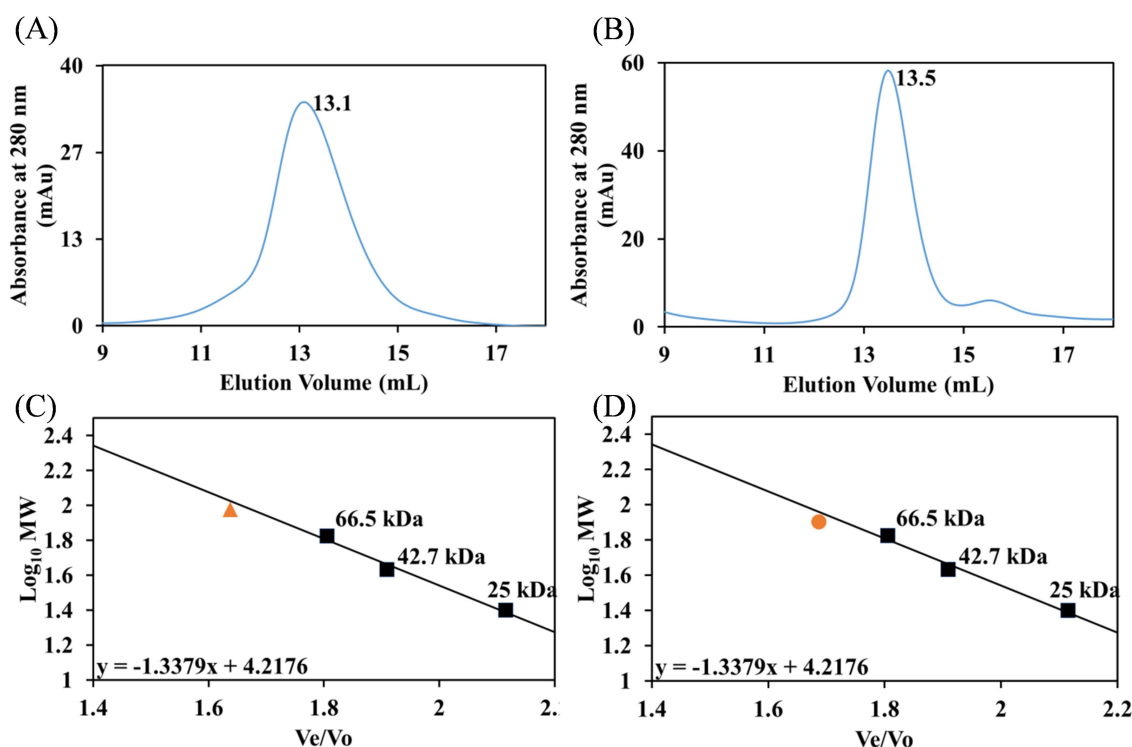 (A)
40
27
13
0
9 11 13 15 17
13.1
Absorbance at 280 nm
(mAu)
Elution Volume (mL)
(B)
60
40
20
0
9 11 13 15 17
13.5
Absorbance at 280 nm
(mAu)
Elution Volume (mL)
(C)
2.4
2.2
2
1.8
1.6
1.4
1.2
1
Log10 MW
66.5 kDa
42.7 kDa
25 kDa
y = -1.3379x + 4.2176
1.4 1.6 1.8 2
Ve/Vo
(D)
2.4
2.2
2
1.8
1.6
1.4
1.2
1
Log10 MW
66.5 kDa
42.7 kDa
25 kDa
y = -1.3379x + 4.2176
1.4 1.6 1.8 2 2.2
Ve/Vo